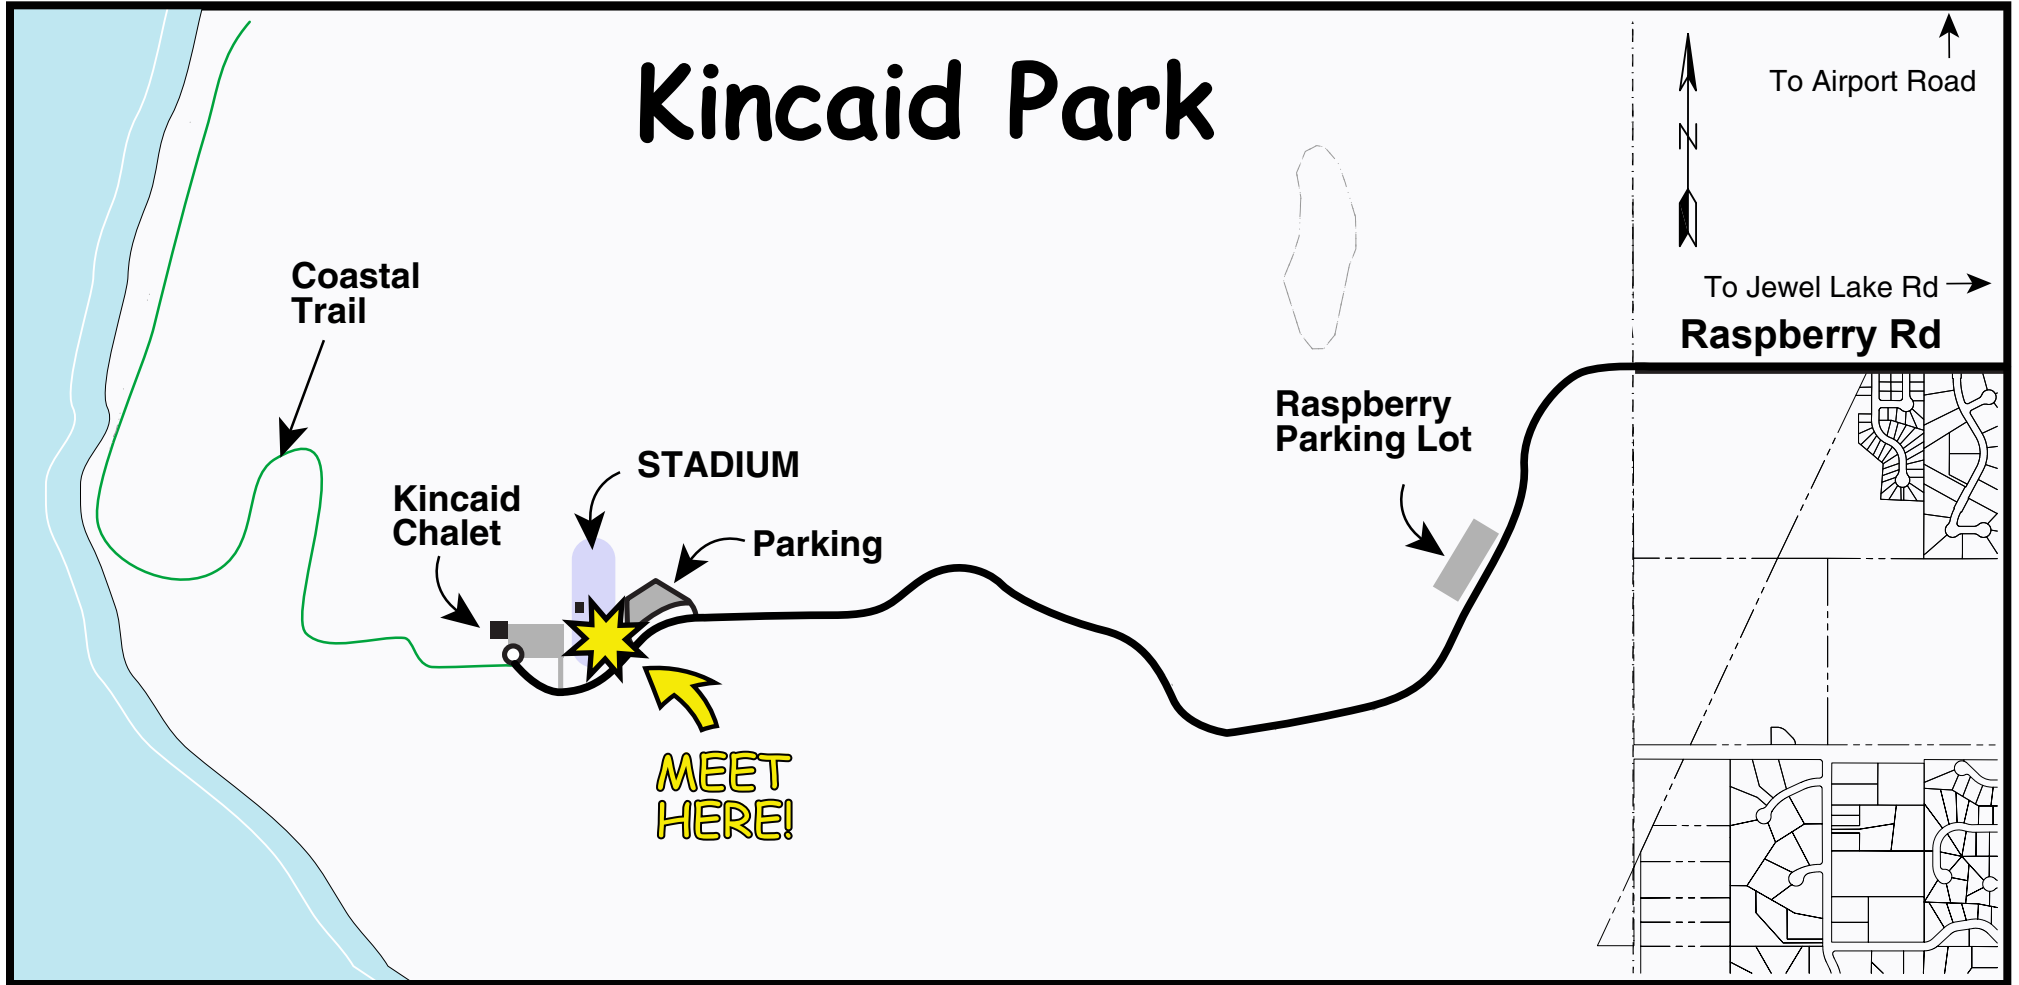 Kincaid Park
To Airport Road
N
To Jewel Lake Rd
Raspberry Rd
Coastal
Trail
Raspberry
Parking Lot
STADIUM
Kincaid
Chalet
Parking
MEET
HERE!